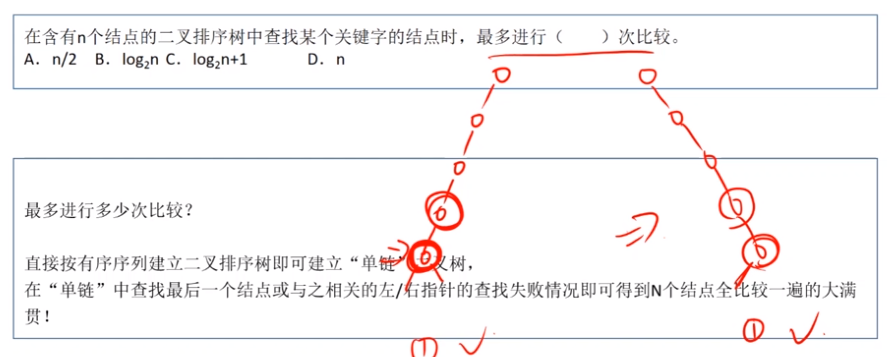 在含有n个结点的二叉排序树中查找某个关键字的结点时，最多进行（ ）次比较。
A. n/2 B. log₂n C. log₂n+1 D. n
最多进行多少次比较？
直接按有序序列建立二叉排序树即可建立“单链”叉树，
在“单链”中查找最后一个结点或与之相关的左/右指针的查找失败情况即可得到N个结点全比较一遍的大满
贯！
① ✓ ① ✓